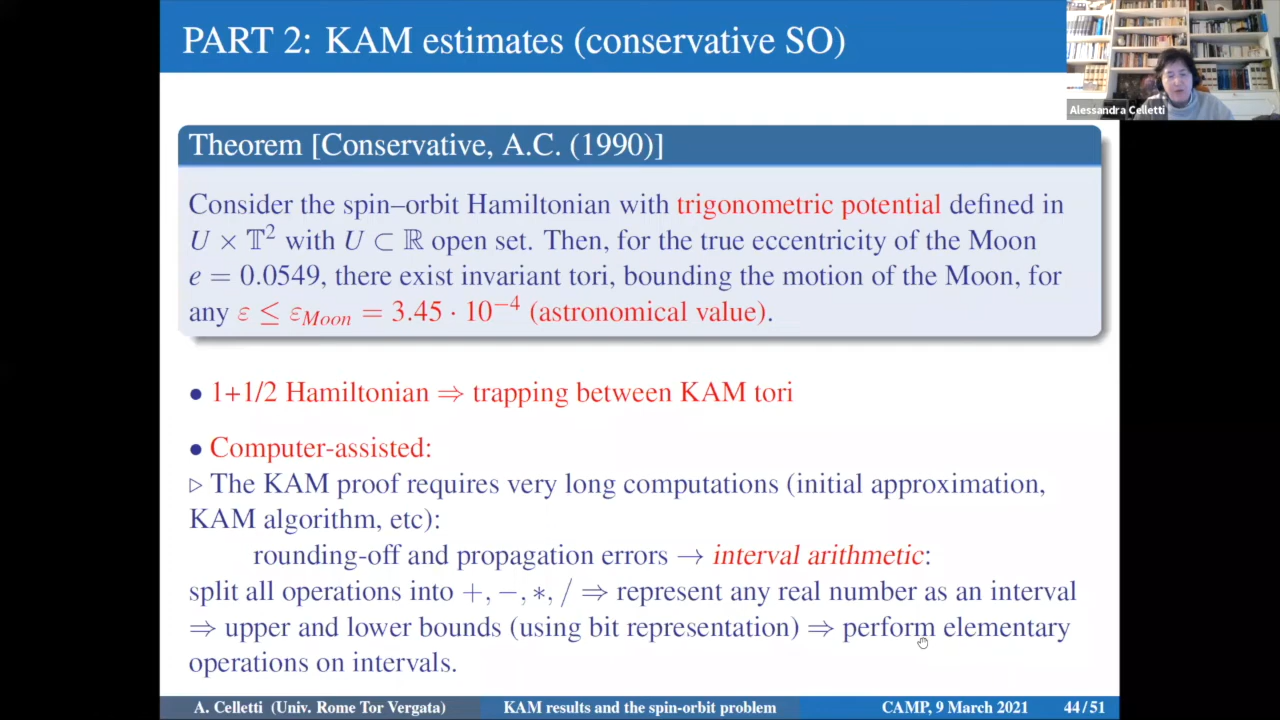 PART 2: KAM estimates (conservative SO)
Alessandra Celletti
Theorem [Conservative, A.C. (1990)]
Consider the spin–orbit Hamiltonian with trigonometric potential defined in
U × 𝕋² with U ⊂ ℝ open set. Then, for the true eccentricity of the Moon
e = 0.0549, there exist invariant tori, bounding the motion of the Moon, for
any ε ≤ ε_Moon = 3.45 · 10⁻⁴ (astronomical value).
• 1+1/2 Hamiltonian ⇒ trapping between KAM tori
• Computer-assisted:
▷ The KAM proof requires very long computations (initial approximation,
KAM algorithm, etc):
rounding-off and propagation errors → interval arithmetic:
split all operations into +, −, ∗, / ⇒ represent any real number as an interval
⇒ upper and lower bounds (using bit representation) ⇒ perform elementary
operations on intervals.
A. Celletti (Univ. Rome Tor Vergata)
KAM results and the spin-orbit problem
CAMP, 9 March 2021
44 / 51